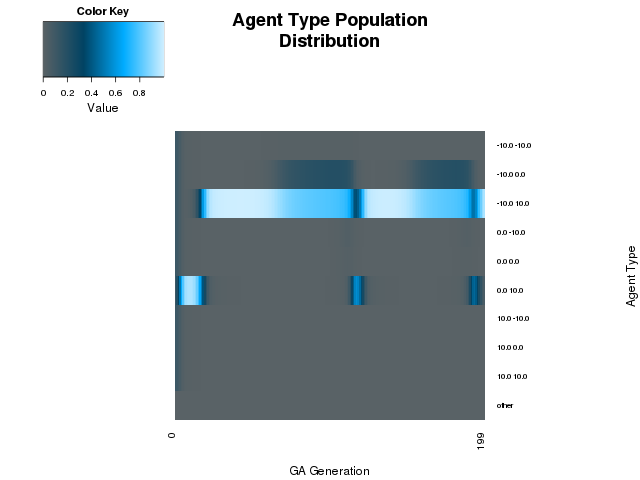 Color Key
0 0.2 0.4 0.6 0.8
Value
Agent Type Population
Distribution
-10.0 -10.0
-10.0 0.0
-10.0 10.0
0.0 -10.0
0.0 0.0
0.0 10.0
10.0 -10.0
10.0 0.0
10.0 10.0
other
Agent Type
0 199
GA Generation